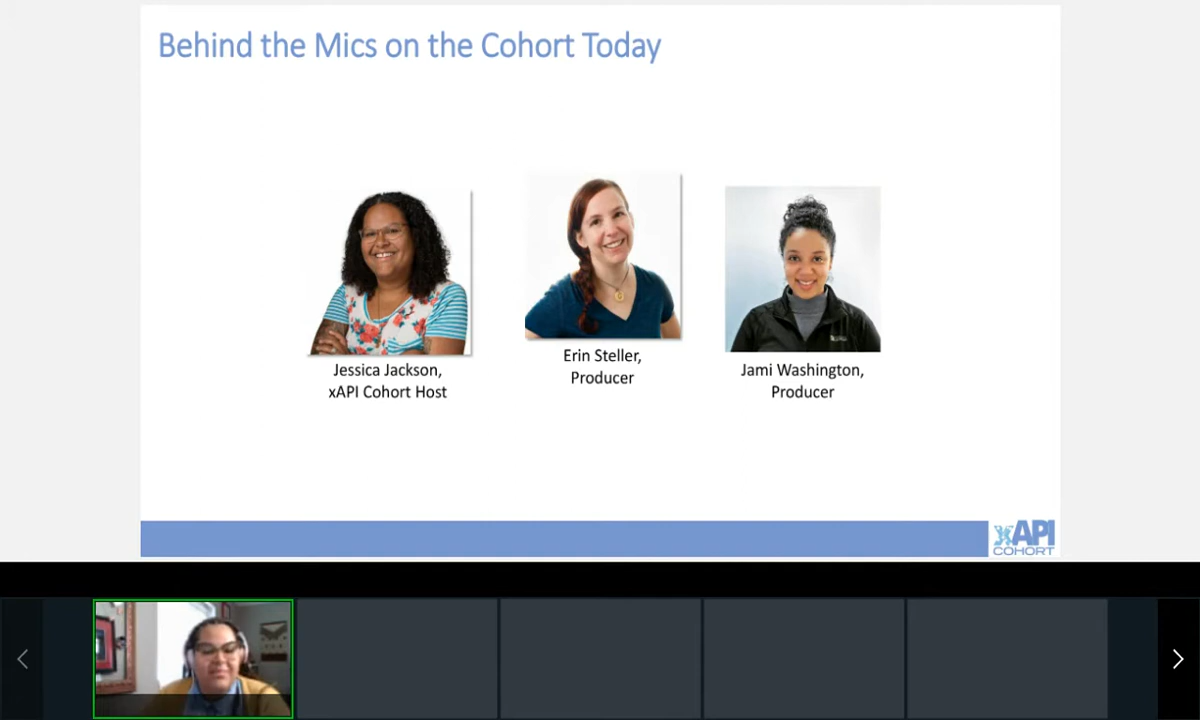 Behind the Mics on the Cohort Today
Jessica Jackson,
xAPI Cohort Host
Erin Steller,
Producer
Jami Washington,
Producer
xAPI
COHORT